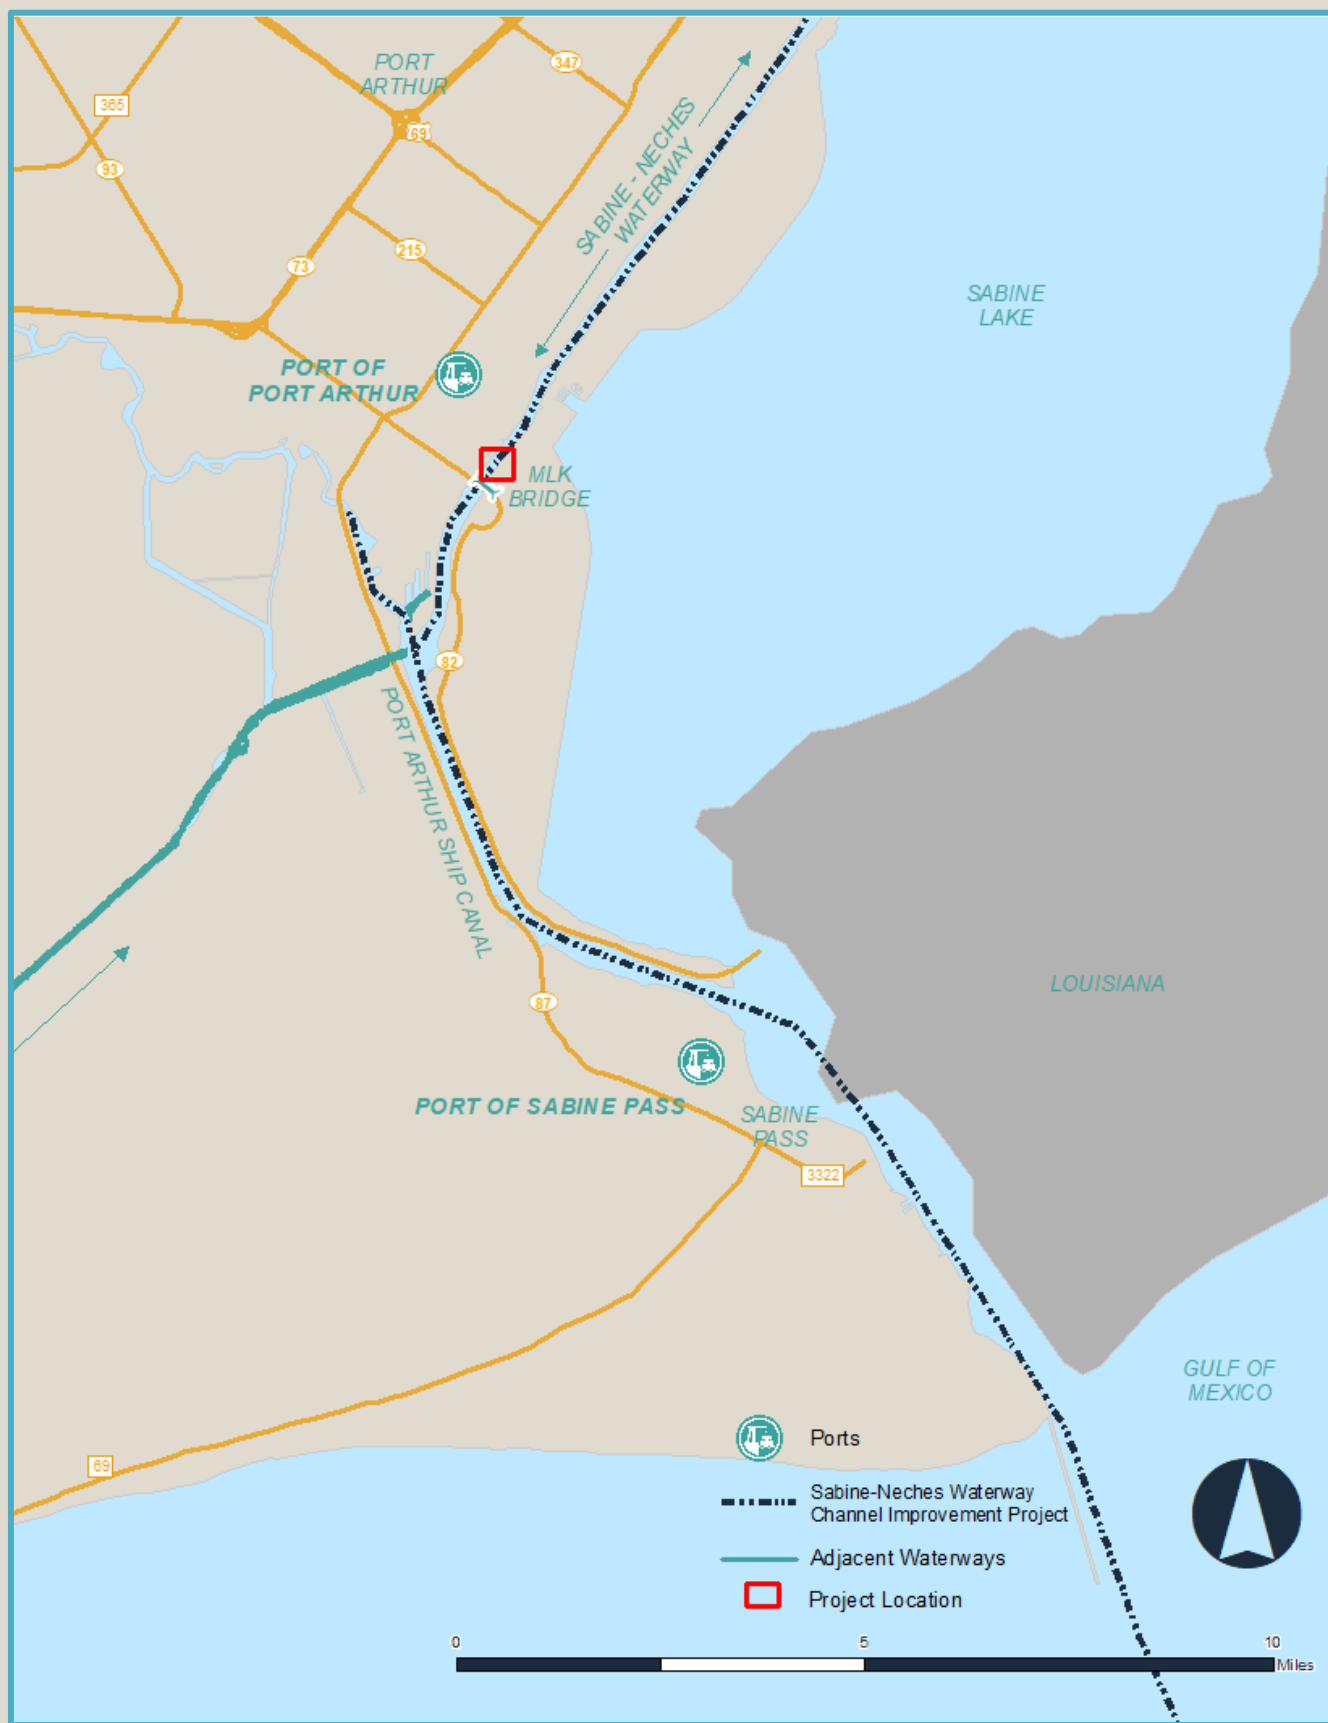 PORT
ARTHUR
347
365
69
93
SABINE - NECHES
WATERWAY
215
73
SABINE
LAKE
PORT OF
PORT ARTHUR
MLK
BRIDGE
82
PORT ARTHUR SHIP CANAL
LOUISIANA
87
PORT OF SABINE PASS
SABINE
PASS
3322
GULF OF
MEXICO
69
Ports
Sabine-Neches Waterway
Channel Improvement Project
Adjacent Waterways
Project Location
0
5
10
Miles